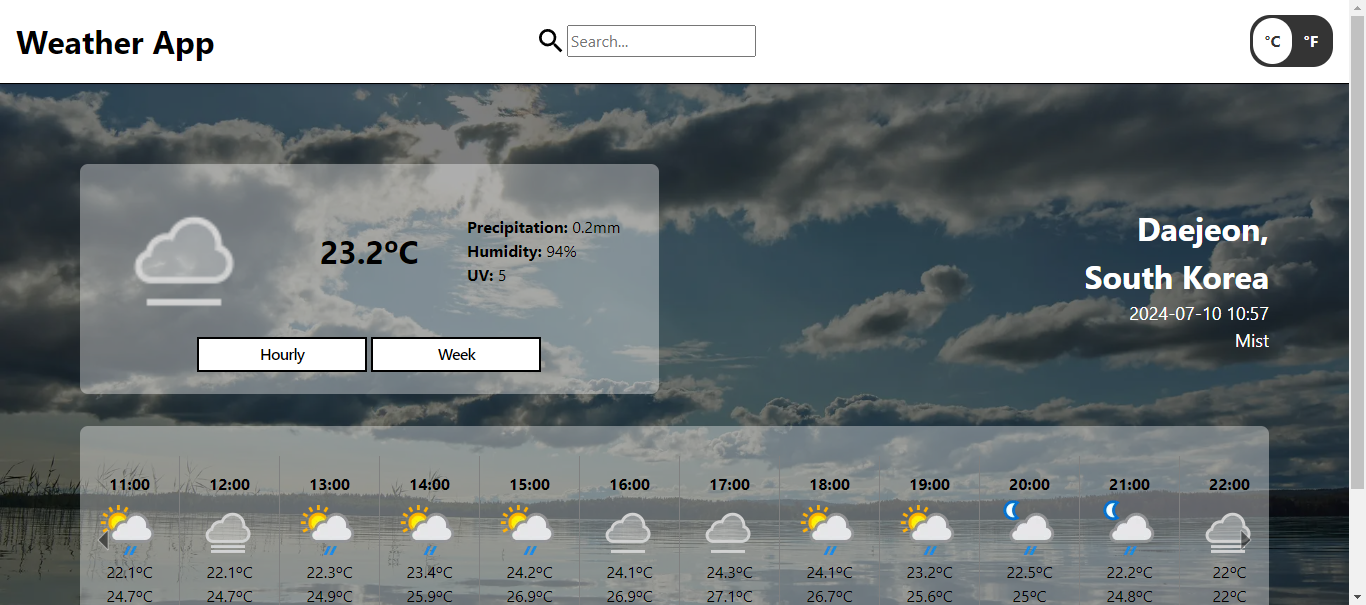 Weather App
Search...
°C °F
23.2°C
Precipitation: 0.2mm
Humidity: 94%
UV: 5
Hourly Week
Daejeon,
South Korea
2024-07-10 10:57
Mist
11:00 12:00 13:00 14:00 15:00 16:00 17:00 18:00 19:00 20:00 21:00 22:00
22.1°C 22.1°C 22.3°C 23.4°C 24.2°C 24.1°C 24.3°C 24.1°C 23.2°C 22.5°C 22.2°C 22°C
24.7°C 24.7°C 24.9°C 25.9°C 26.9°C 26.9°C 27.1°C 26.7°C 25.6°C 25°C 24.8°C 22°C